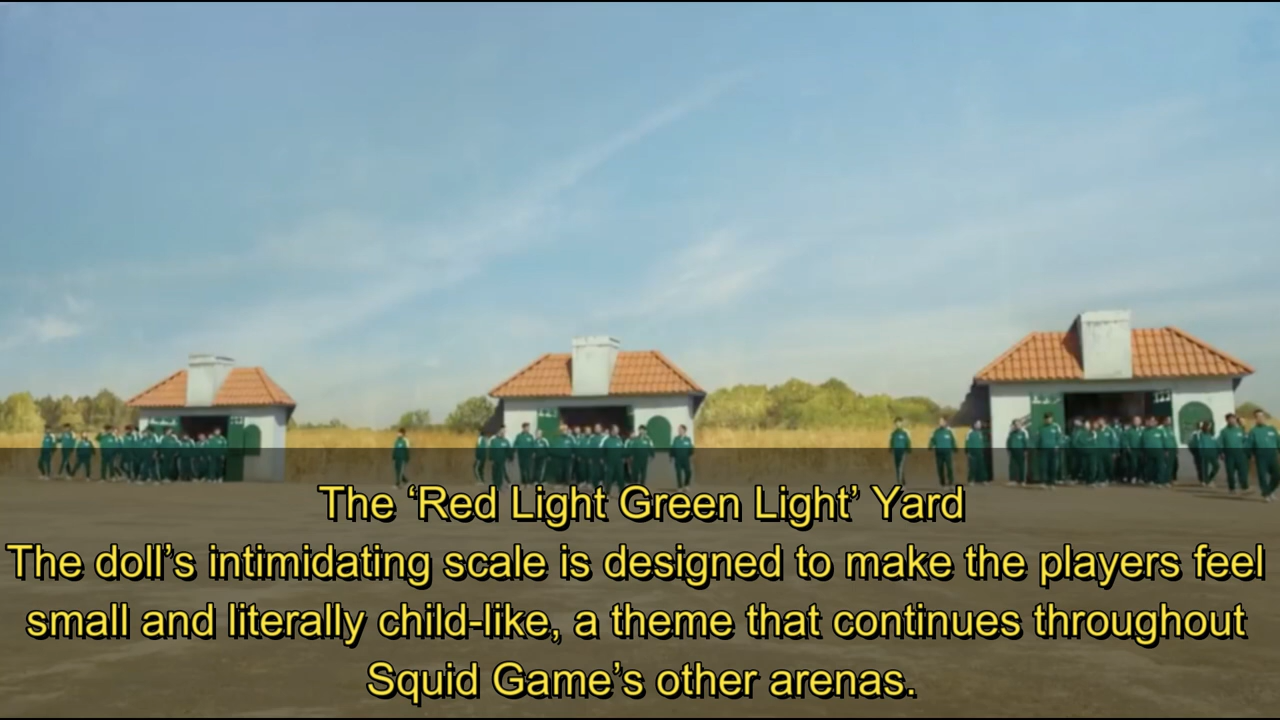 The ‘Red Light Green Light’ Yard
The doll’s intimidating scale is designed to make the players feel
small and literally child-like, a theme that continues throughout
Squid Game’s other arenas.